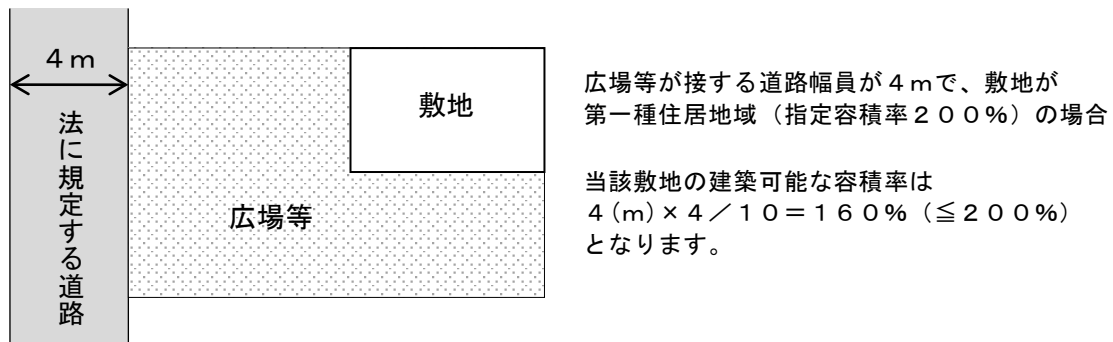 ４ｍ
法に規定する道路
敷地
広場等
広場等が接する道路幅員が４ｍで、敷地が
第一種住居地域（指定容積率２００％）の場合
当該敷地の建築可能な容積率は
４(ｍ)×４／１０＝１６０％（≦２００％）
となります。